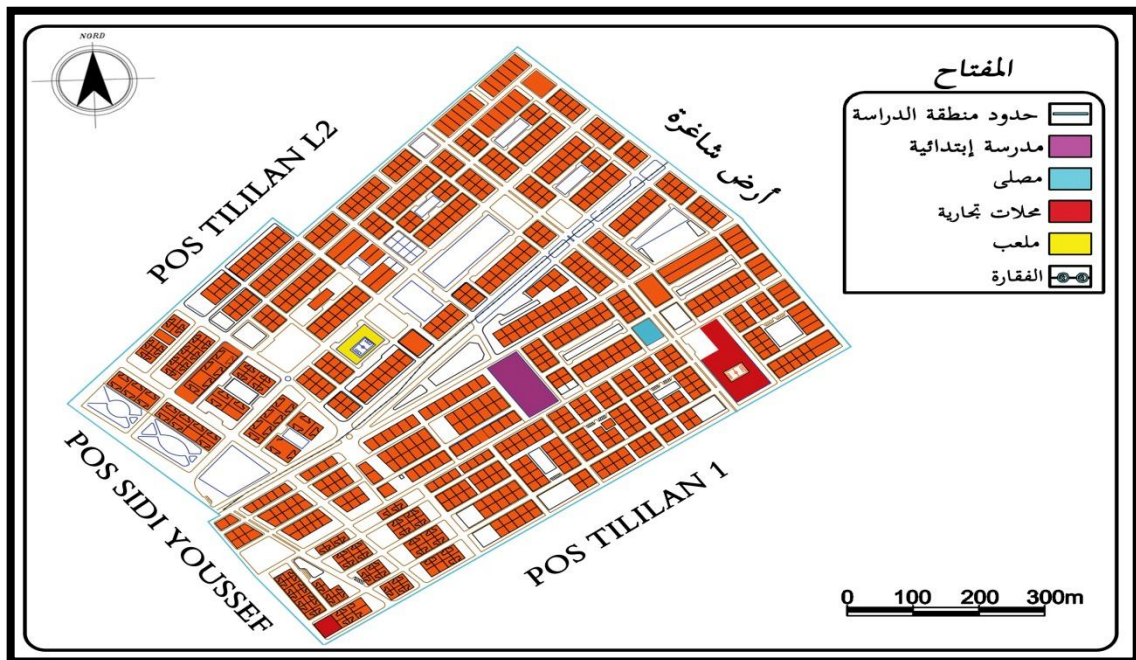 NORD
المفتاح
حدود منطقة الدراسة
مدرسة إبتدائية
مصلى
محلات تجارية
ملعب
الفقارة
أرض شاغرة
POS TILILAN L2
POS SIDI YOUSSEF
POS TILILAN 1
0 100 200 300m